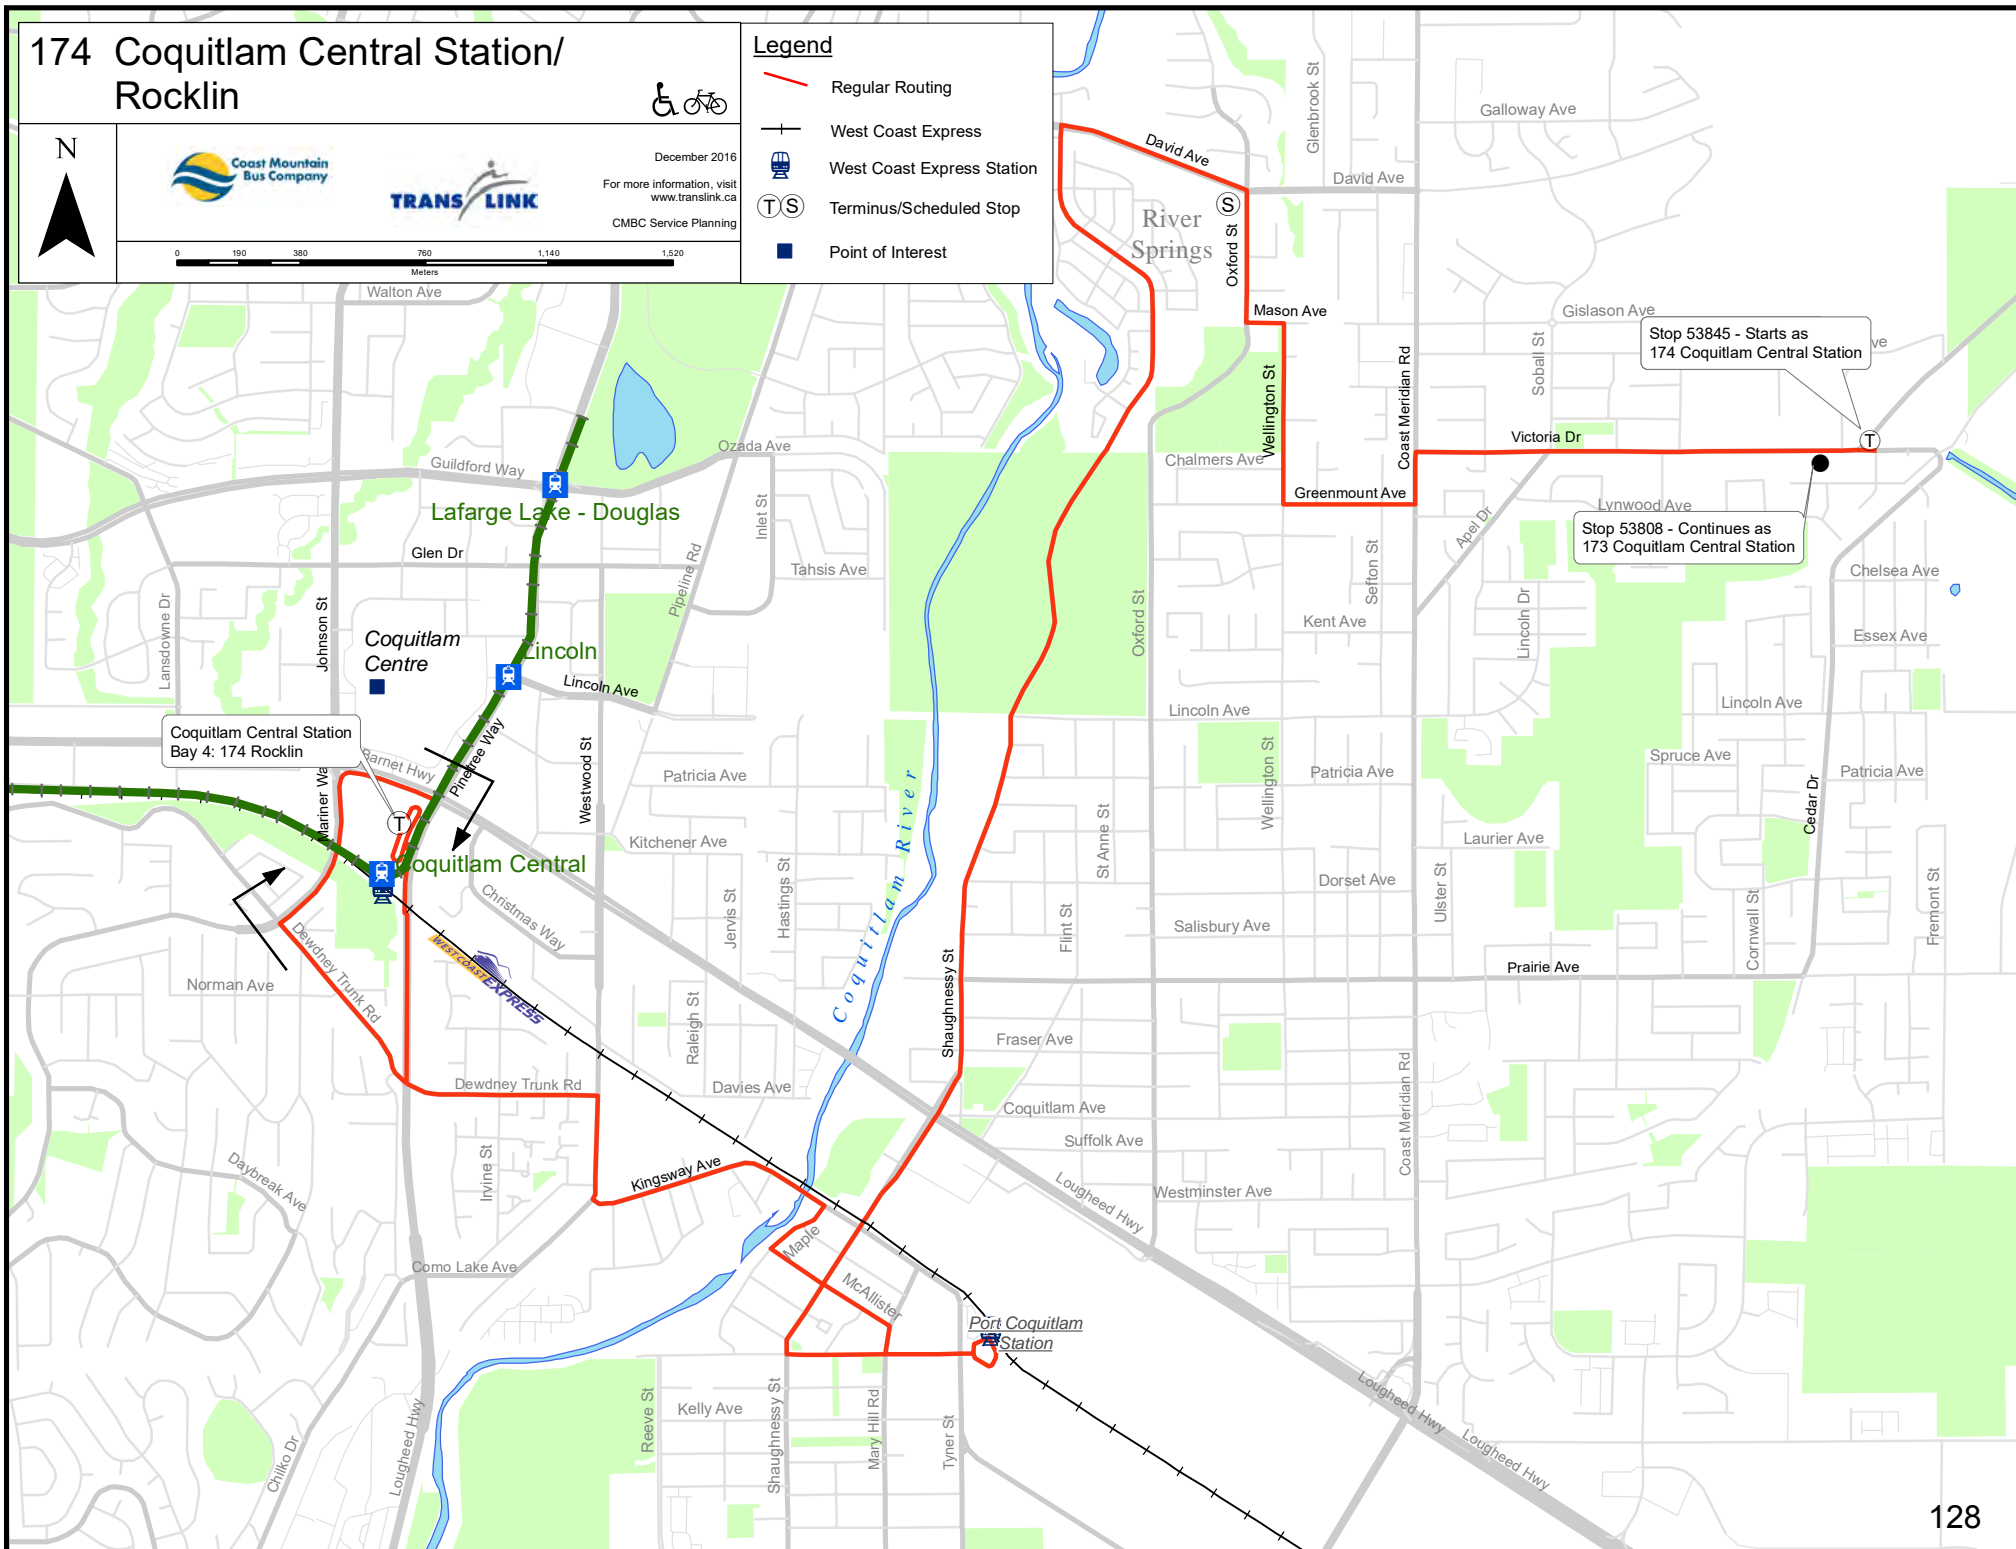 174 Coquitlam Central Station/
Rocklin
N
Coast Mountain
Bus Company
TRANS LINK
December 2016
For more information, visit
www.translink.ca
CMBC Service Planning
0 190 380 760 1,140 1,520
Meters
Legend
Regular Routing
West Coast Express
West Coast Express Station
T S Terminus/Scheduled Stop
Point of Interest
Galloway Ave
Glenbrook St
David Ave
David Ave
River
Springs
S
Oxford St
Walton Ave
Mason Ave
Gislason Ave
Stop 53845 - Starts as
174 Coquitlam Central Station
ve
Soball St
Coast Meridian Rd
Wellington St
Victoria Dr
T
Ozada Ave
Guildford Way
Chalmers Ave
Greenmount Ave
Lynwood Ave
Lafarge Lake - Douglas
Inlet St
Apel Dr
Stop 53808 - Continues as
173 Coquitlam Central Station
Glen Dr
Tahsis Ave
Pipeline Rd
Sefton St
Chelsea Ave
Lansdowne Dr
Johnson St
Oxford St
Kent Ave
Lincoln Dr
Essex Ave
Coquitlam
Centre
Lincoln
Lincoln Ave
Lincoln Ave
Lincoln Ave
Coquitlam Central Station
Bay 4: 174 Rocklin
Barnet Hwy
Pinetree Way
Westwood St
Patricia Ave
Wellington St
Patricia Ave
Spruce Ave
Patricia Ave
Mariner Wa
T
Kitchener Ave
St Anne St
Laurier Ave
Cedar Dr
oquitlam Central
Coquitlam River
Christmas Way
Jervis St
Hastings St
Dorset Ave
Ulster St
Cornwall St
Fremont St
Flint St
Salisbury Ave
Dewdney Trunk Rd
WEST COAST EXPRESS
Norman Ave
Shaughnessy St
Prairie Ave
Raleigh St
Fraser Ave
Dewdney Trunk Rd
Davies Ave
Coast Meridian Rd
Coquitlam Ave
Suffolk Ave
Daybreak Ave
Irvine St
Kingsway Ave
Lougheed Hwy
Westminster Ave
Maple
Como Lake Ave
McAllister
Port Coquitlam
Station
Reeve St
Kelly Ave
Shaughnessy St
Mary Hill Rd
Tyner St
Lougheed Hwy
Lougheed Hwy
Chilko Dr
Lougheed Hwy
128